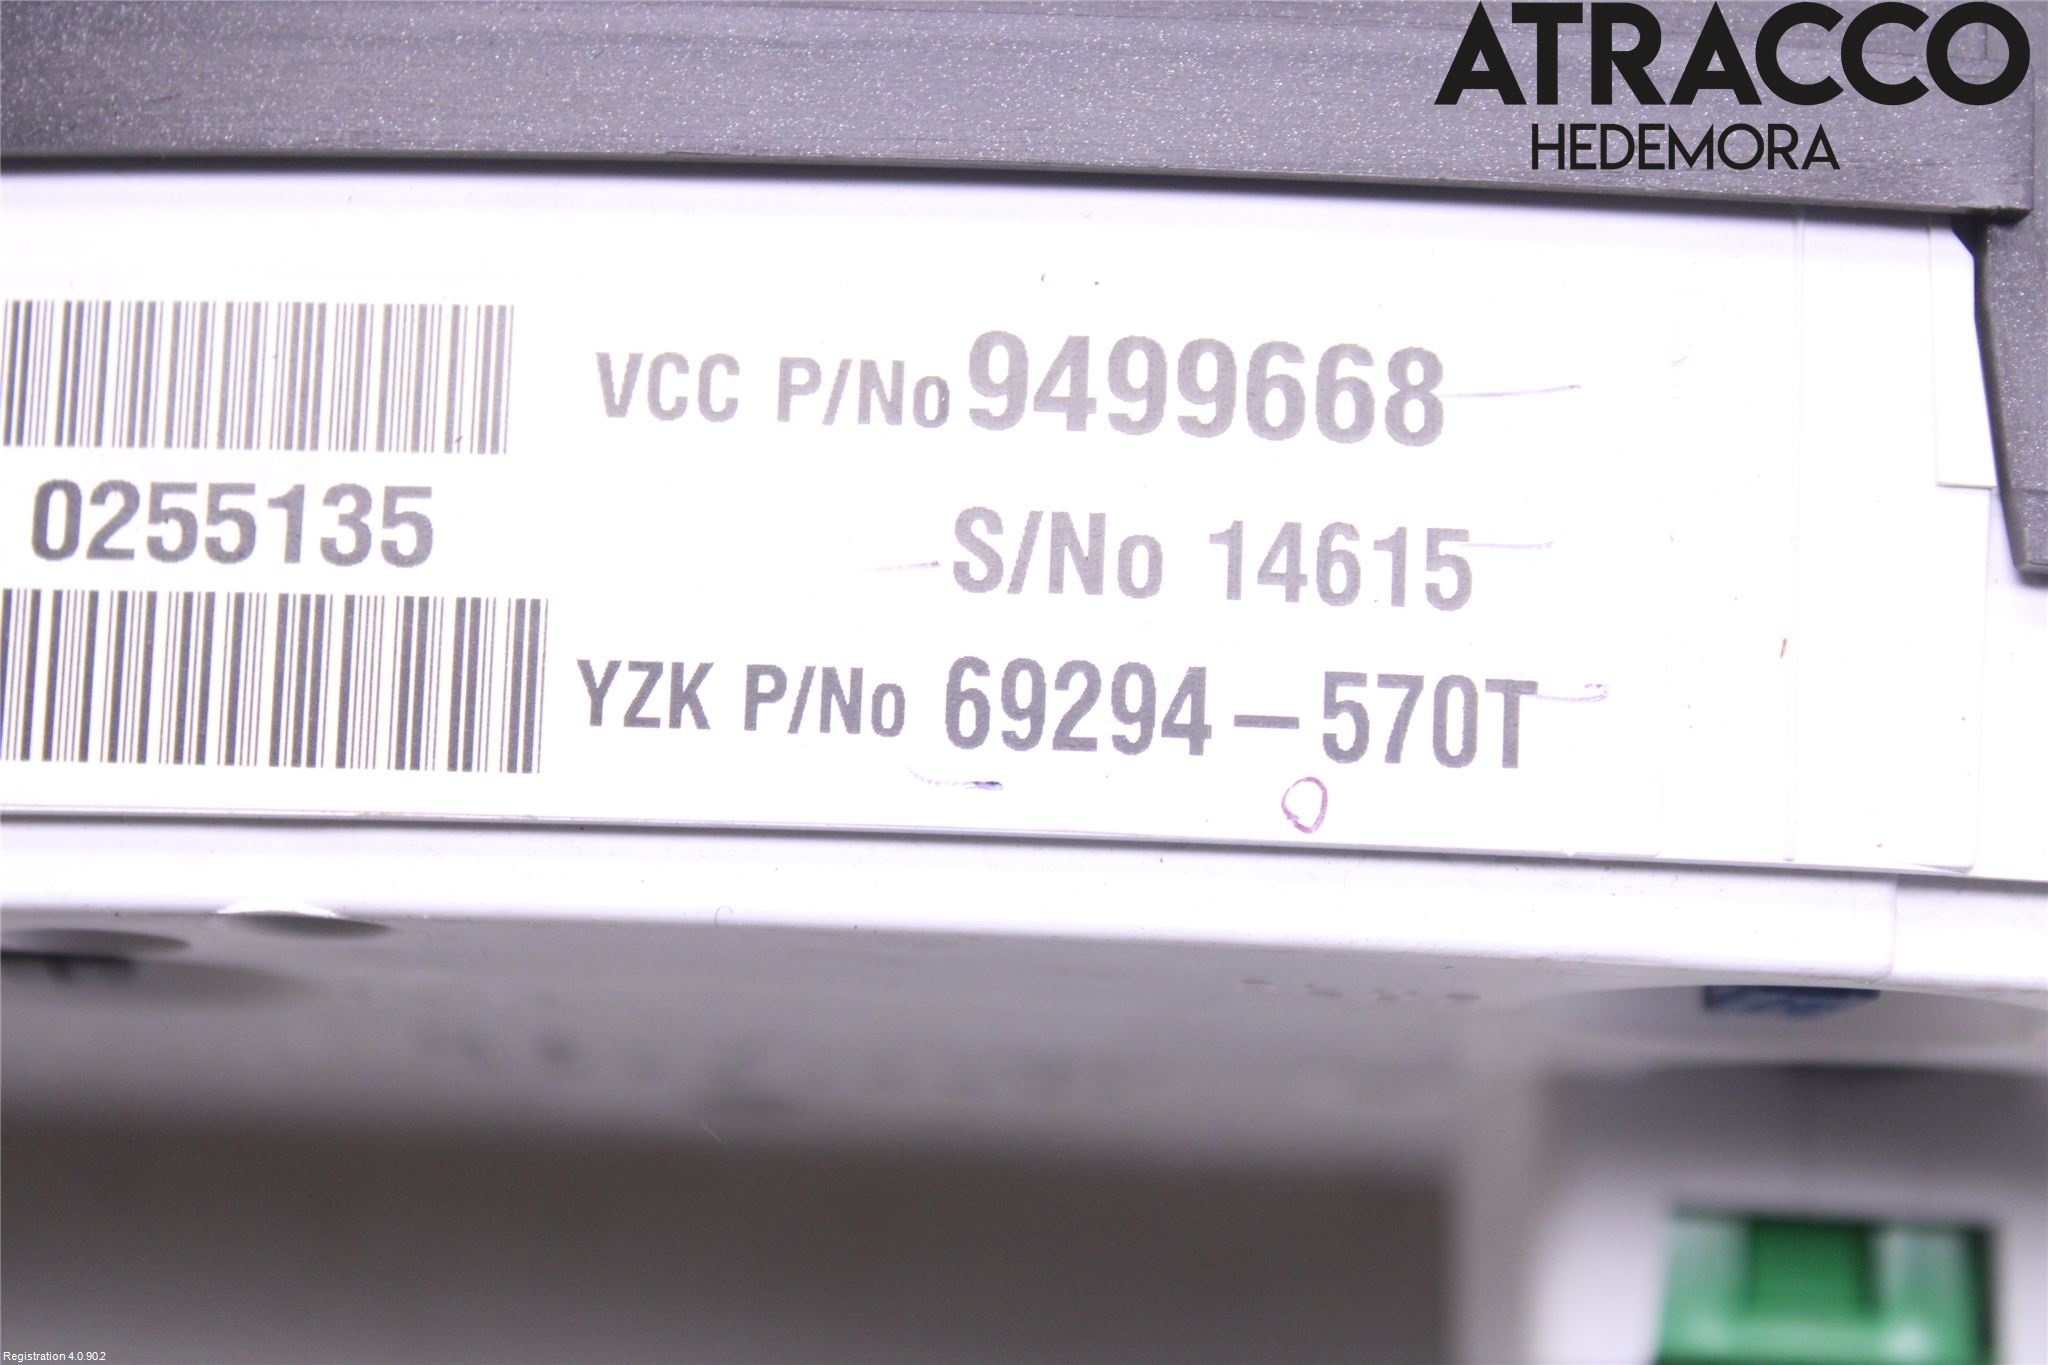 ATRACCO
HEDEMORA
VCC P/No 9499668
0255135
S/No 14615
YZK P/No 69294-570T
Registration 4.0.90.2